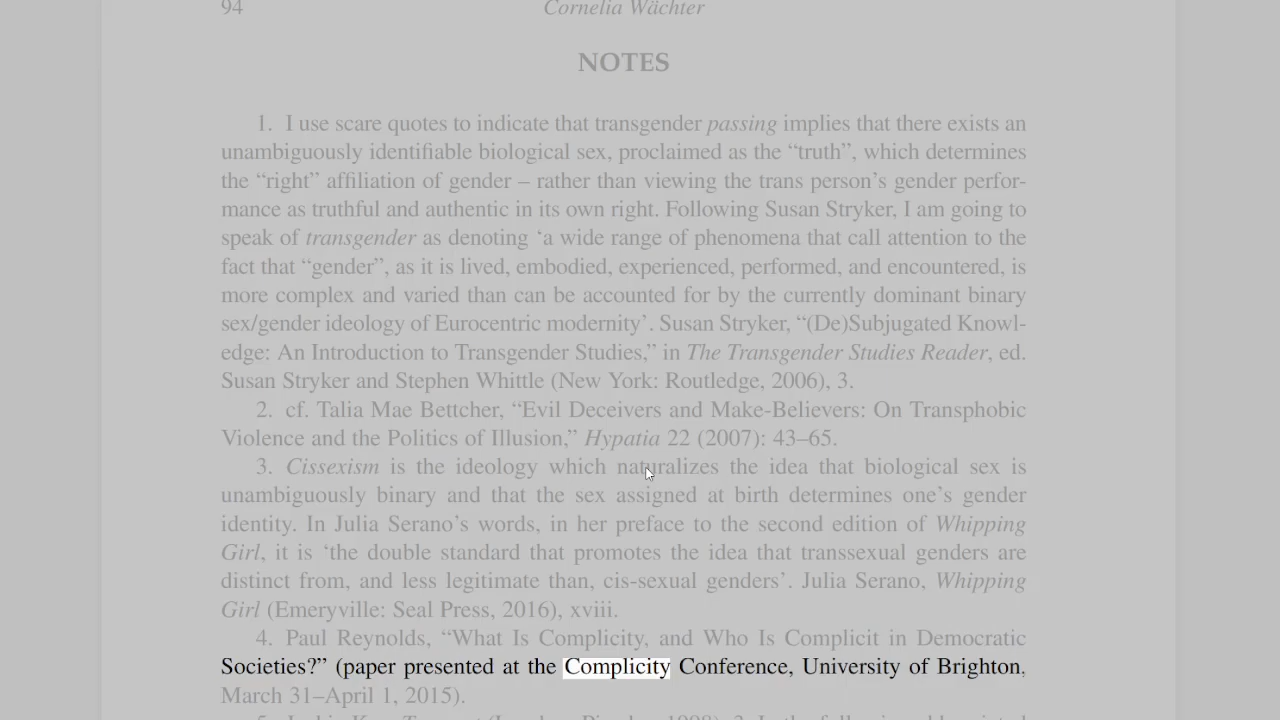 94 Cornelia Wächter
NOTES
1. I use scare quotes to indicate that transgender passing implies that there exists an
unambiguously identifiable biological sex, proclaimed as the “truth”, which determines
the “right” affiliation of gender – rather than viewing the trans person’s gender perfor-
mance as truthful and authentic in its own right. Following Susan Stryker, I am going to
speak of transgender as denoting ‘a wide range of phenomena that call attention to the
fact that “gender”, as it is lived, embodied, experienced, performed, and encountered, is
more complex and varied than can be accounted for by the currently dominant binary
sex/gender ideology of Eurocentric modernity’. Susan Stryker, “(De)Subjugated Knowl-
edge: An Introduction to Transgender Studies,” in The Transgender Studies Reader, ed.
Susan Stryker and Stephen Whittle (New York: Routledge, 2006), 3.
2. cf. Talia Mae Bettcher, “Evil Deceivers and Make-Believers: On Transphobic
Violence and the Politics of Illusion,” Hypatia 22 (2007): 43–65.
3. Cissexism is the ideology which naturalizes the idea that biological sex is
unambiguously binary and that the sex assigned at birth determines one’s gender
identity. In Julia Serano’s words, in her preface to the second edition of Whipping
Girl, it is ‘the double standard that promotes the idea that transsexual genders are
distinct from, and less legitimate than, cis-sexual genders’. Julia Serano, Whipping
Girl (Emeryville: Seal Press, 2016), xviii.
4. Paul Reynolds, “What Is Complicity, and Who Is Complicit in Democratic
Societies?” (paper presented at the Complicity Conference, University of Brighton,
March 31–April 1, 2015).